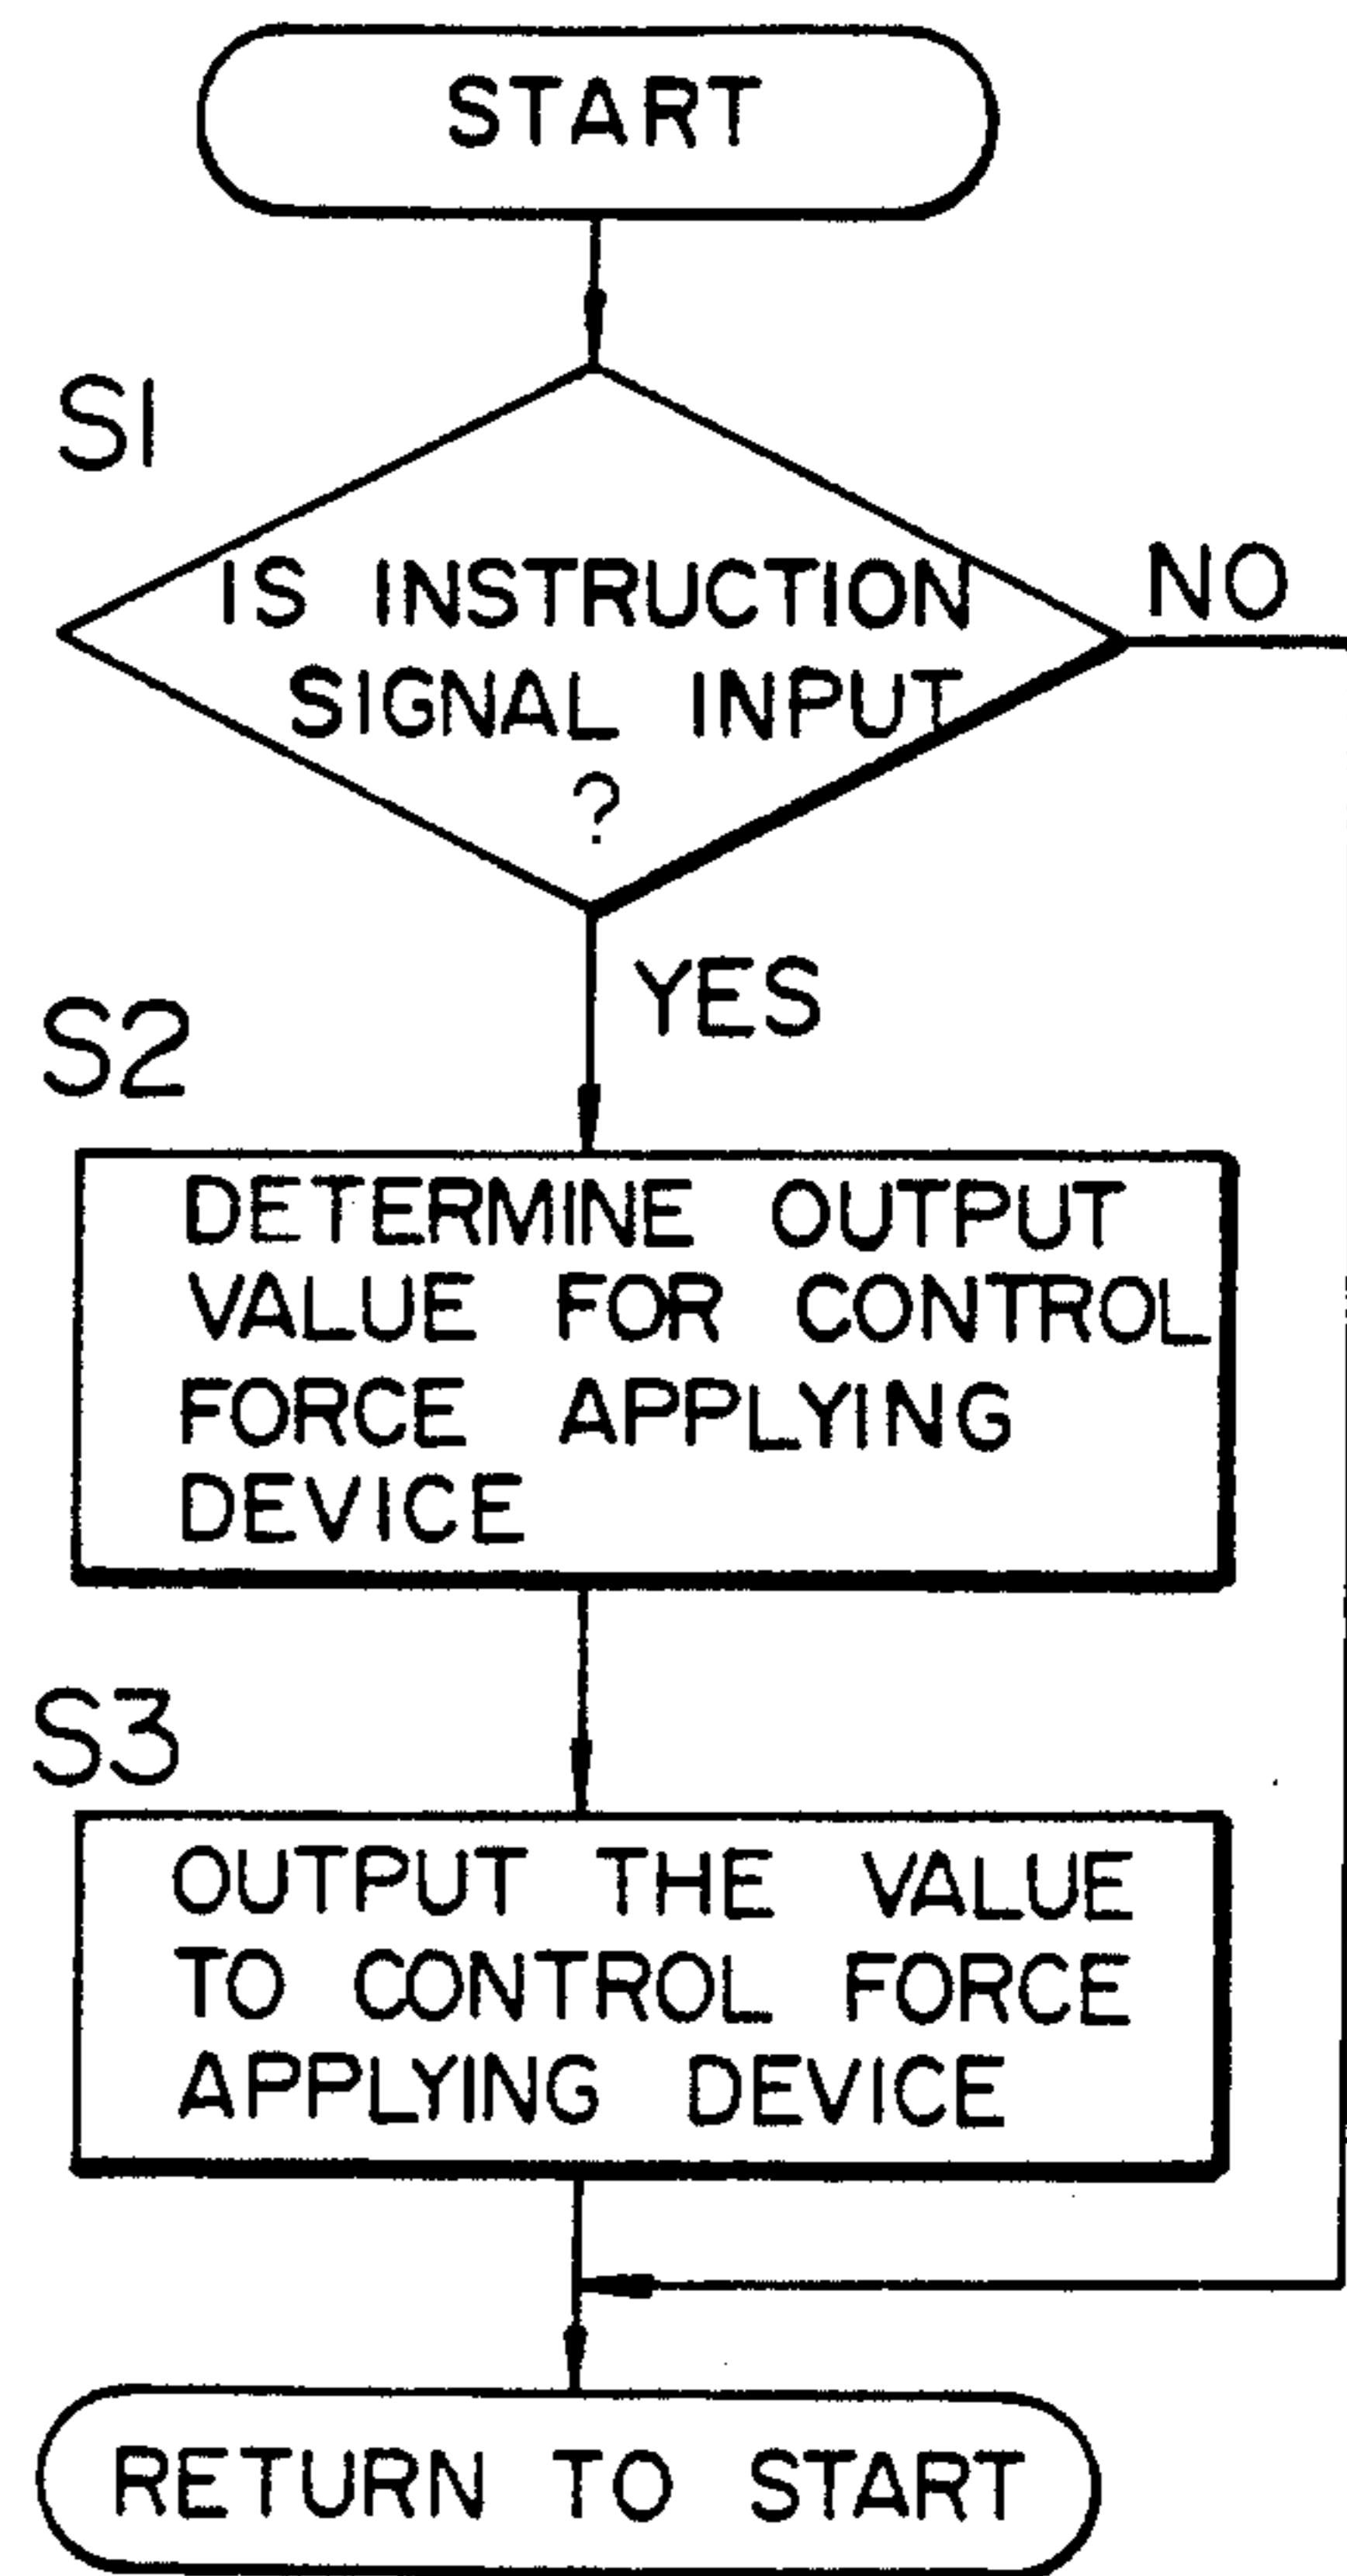 START
S1
IS INSTRUCTION
SIGNAL INPUT
?
NO
YES
S2
DETERMINE OUTPUT
VALUE FOR CONTROL
FORCE APPLYING
DEVICE
S3
OUTPUT THE VALUE
TO CONTROL FORCE
APPLYING DEVICE
RETURN TO START